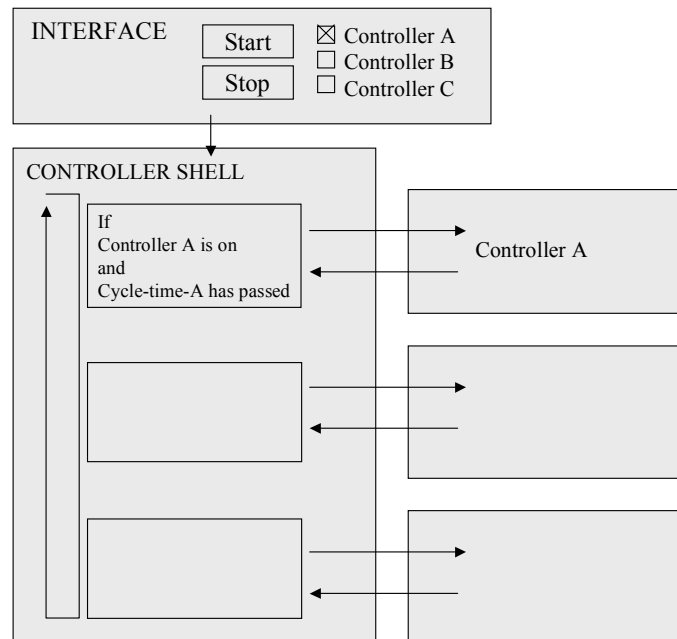 INTERFACE
Start
Stop
Controller A
Controller B
Controller C
CONTROLLER SHELL
If
Controller A is on
and
Cycle-time-A has passed
Controller A